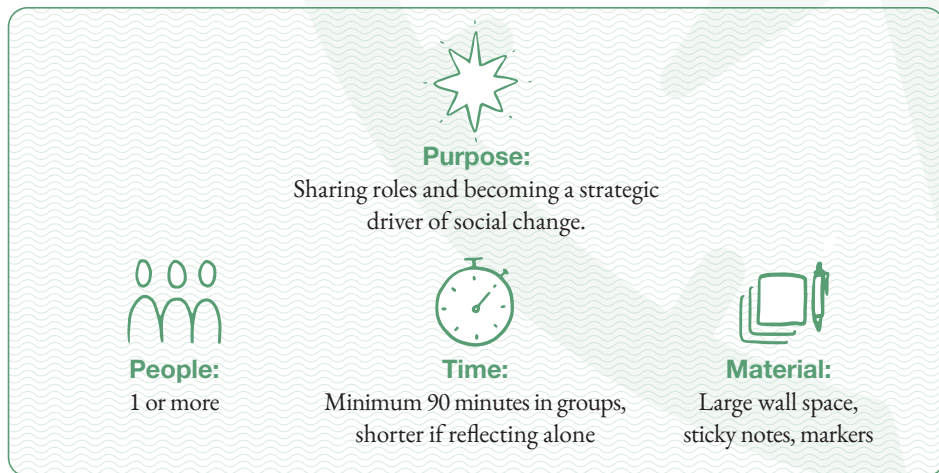 Purpose:
Sharing roles and becoming a strategic
driver of social change.
People:
1 or more
Time:
Minimum 90 minutes in groups,
shorter if reflecting alone
Material:
Large wall space,
sticky notes, markers